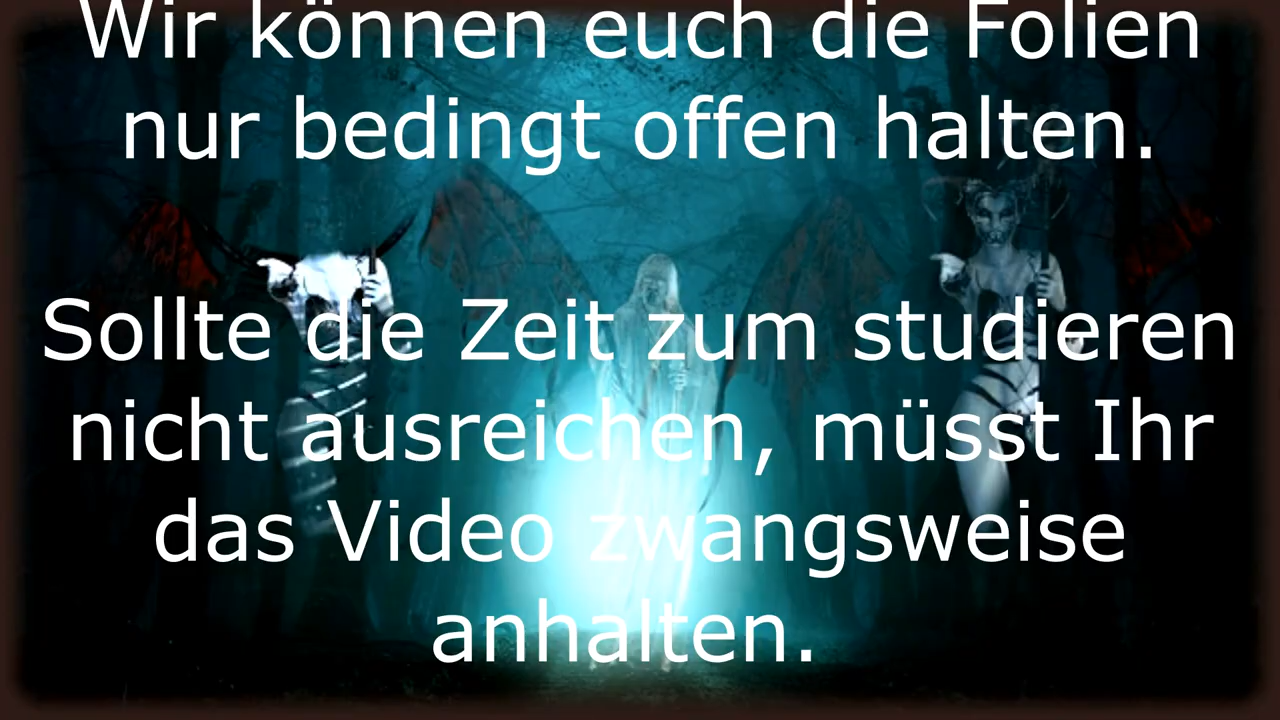 Wir können euch die Folien
nur bedingt offen halten.
Sollte die Zeit zum studieren
nicht ausreichen, müsst Ihr
das Video zwangsweise
anhalten.